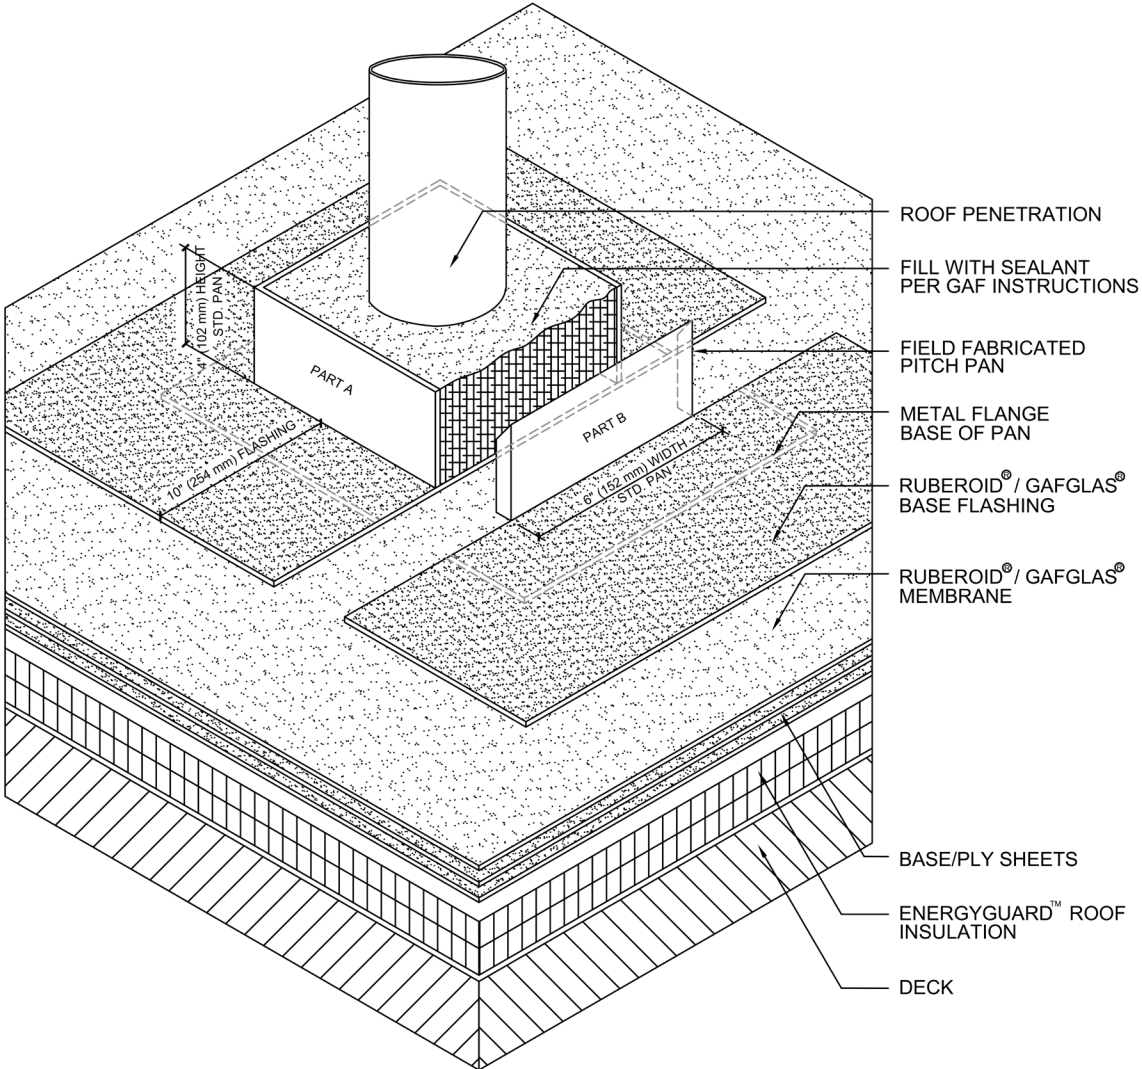 ROOF PENETRATION
FILL WITH SEALANT
PER GAF INSTRUCTIONS
4" (102 mm) HEIGHT
STD. PAN
FIELD FABRICATED
PITCH PAN
PART A
METAL FLANGE
BASE OF PAN
PART B
10" (254 mm) FLASHING
6" (152 mm) WIDTH
STD. PAN
RUBEROID® / GAFGLAS®
BASE FLASHING
RUBEROID® / GAFGLAS®
MEMBRANE
BASE/PLY SHEETS
ENERGYGUARD™ ROOF
INSULATION
DECK